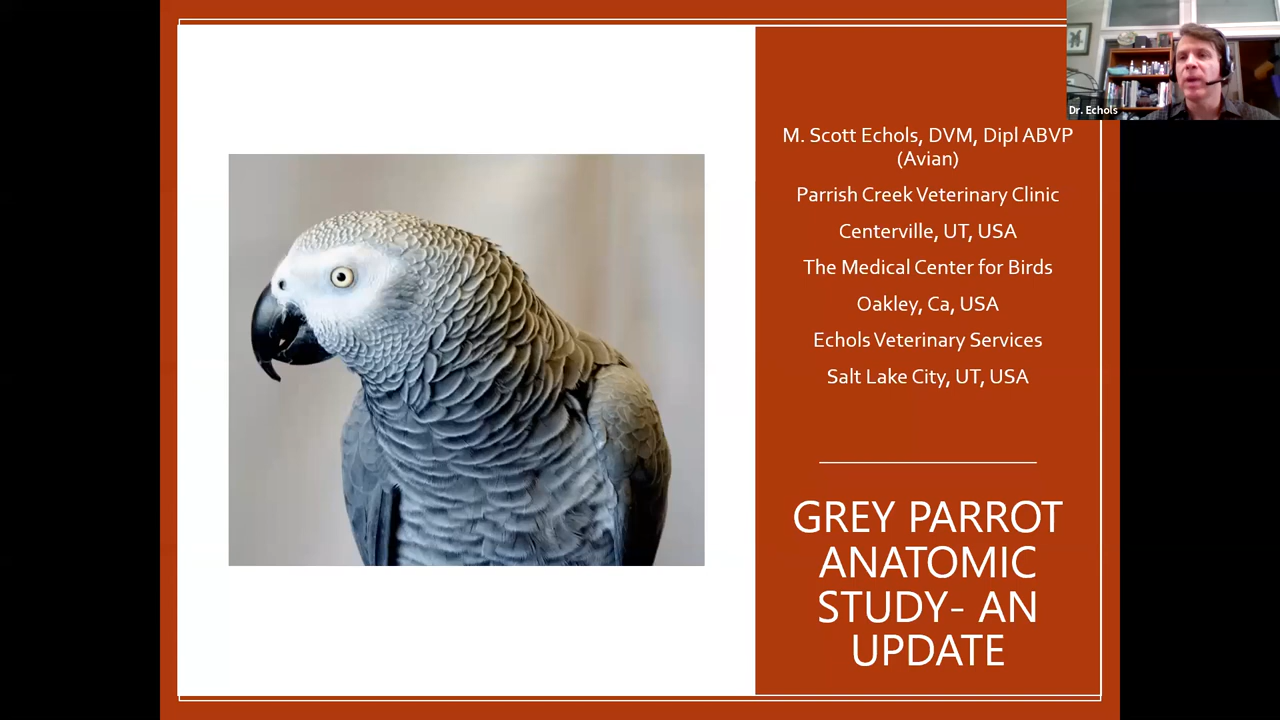 Dr. Echols
M. Scott Echols, DVM, Dipl ABVP
(Avian)
Parrish Creek Veterinary Clinic
Centerville, UT, USA
The Medical Center for Birds
Oakley, Ca, USA
Echols Veterinary Services
Salt Lake City, UT, USA
GREY PARROT
ANATOMIC
STUDY- AN
UPDATE